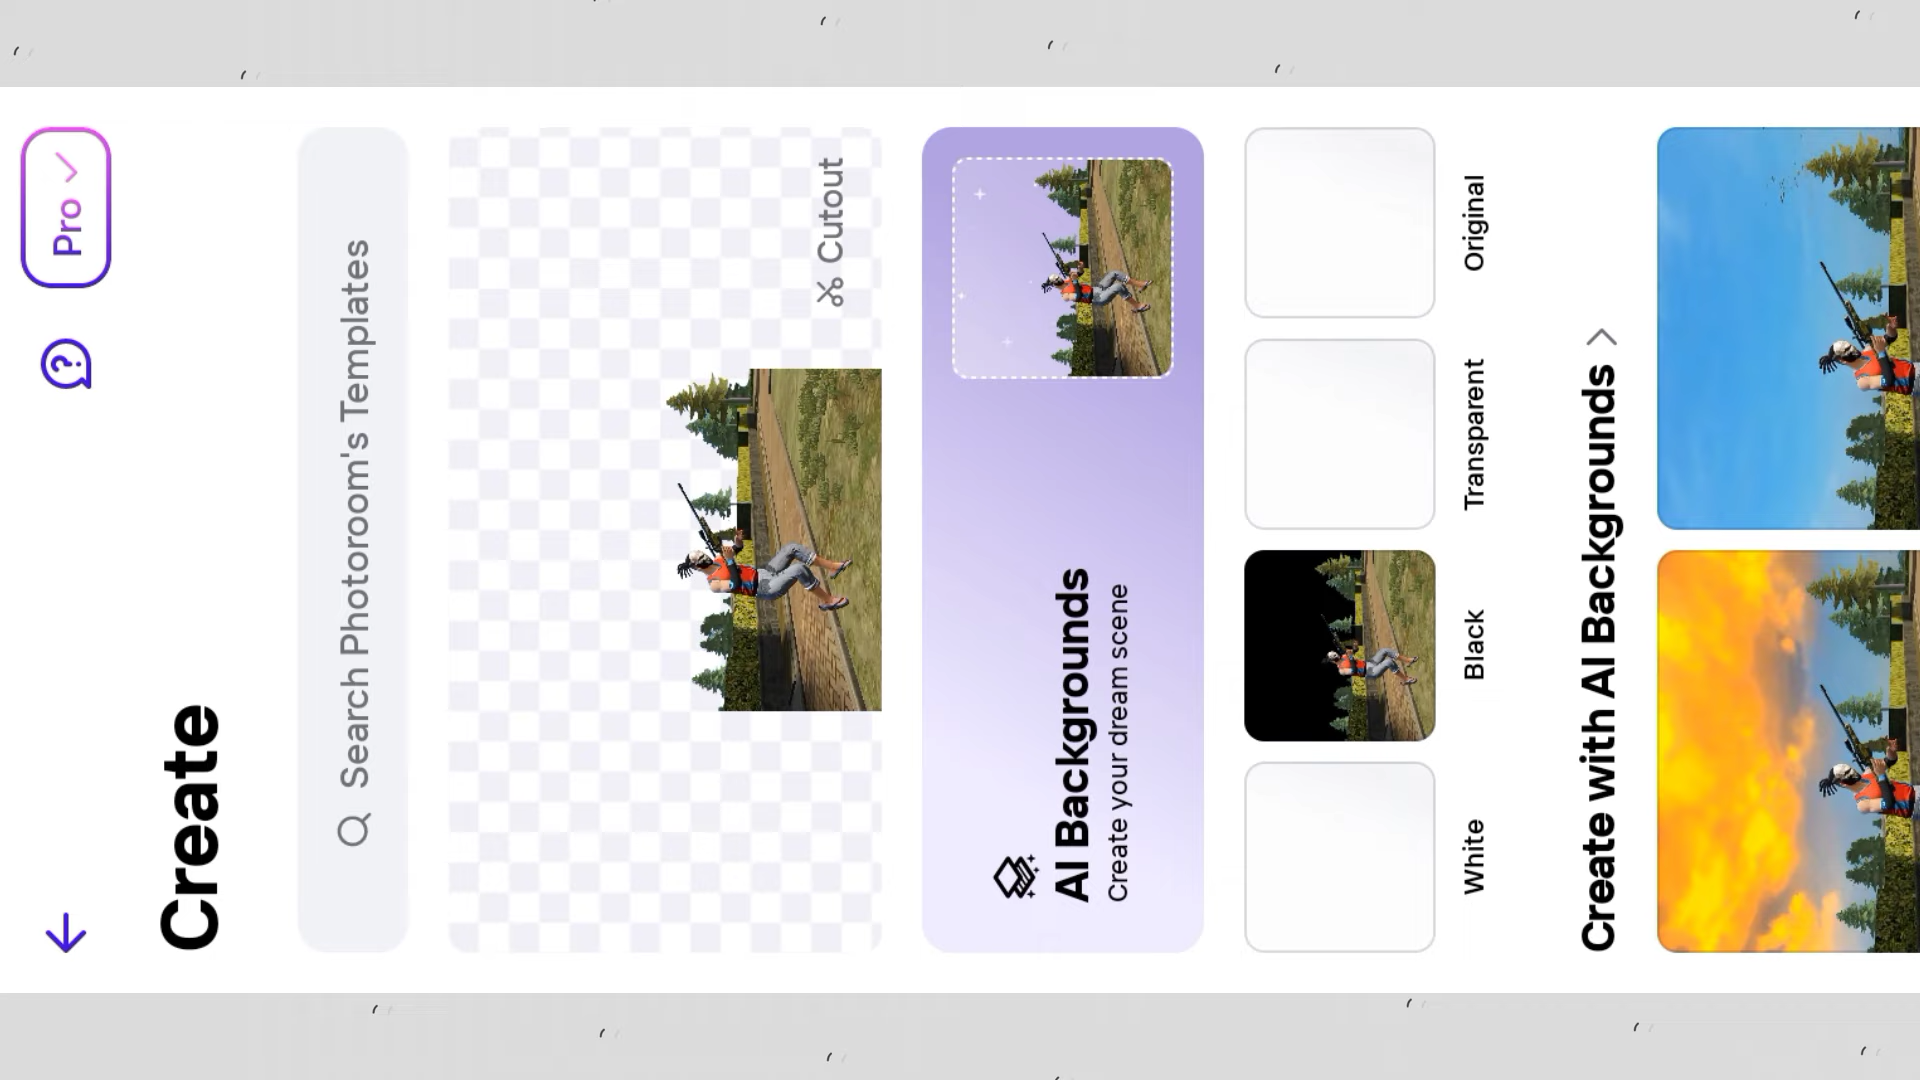 Pro
Create
Search Photoroom's Templates
Cutout
AI Backgrounds
Create your dream scene
White
Black
Transparent
Original
Create with AI Backgrounds